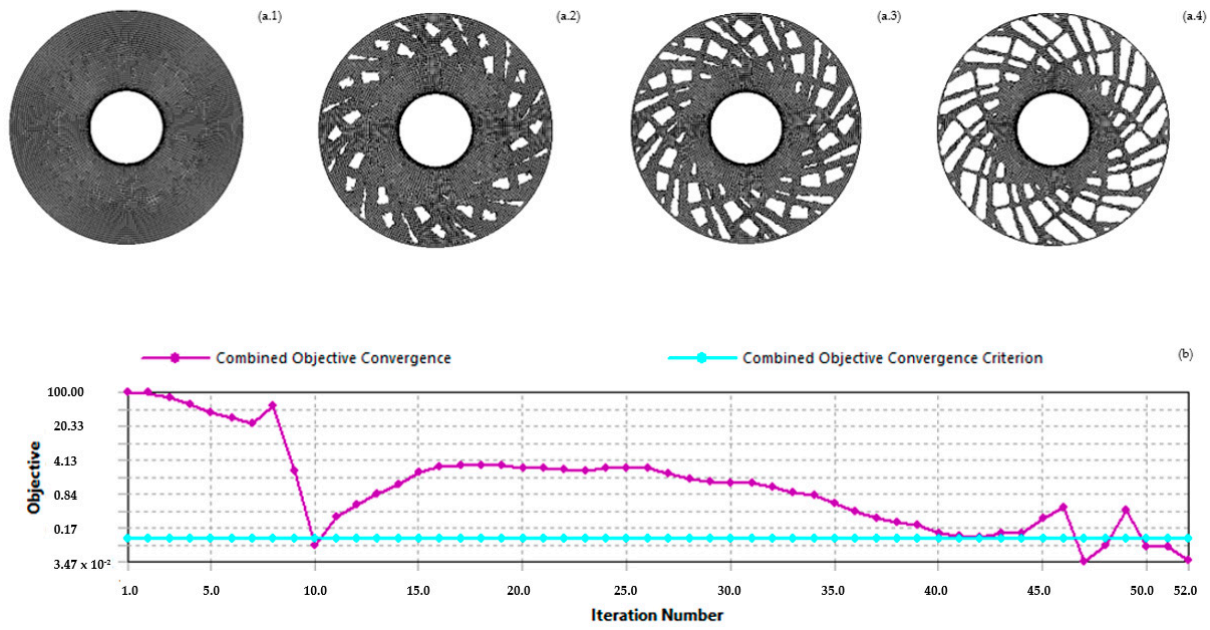 (a.1)
(a.2)
(a.3)
(a.4)
Combined Objective Convergence
Combined Objective Convergence Criterion
(b)
Objective
100.00
20.33
4.13
0.84
0.17
3.47 x 10⁻²
1.0 5.0 10.0 15.0 20.0 25.0 30.0 35.0 40.0 45.0 50.0 52.0
Iteration Number